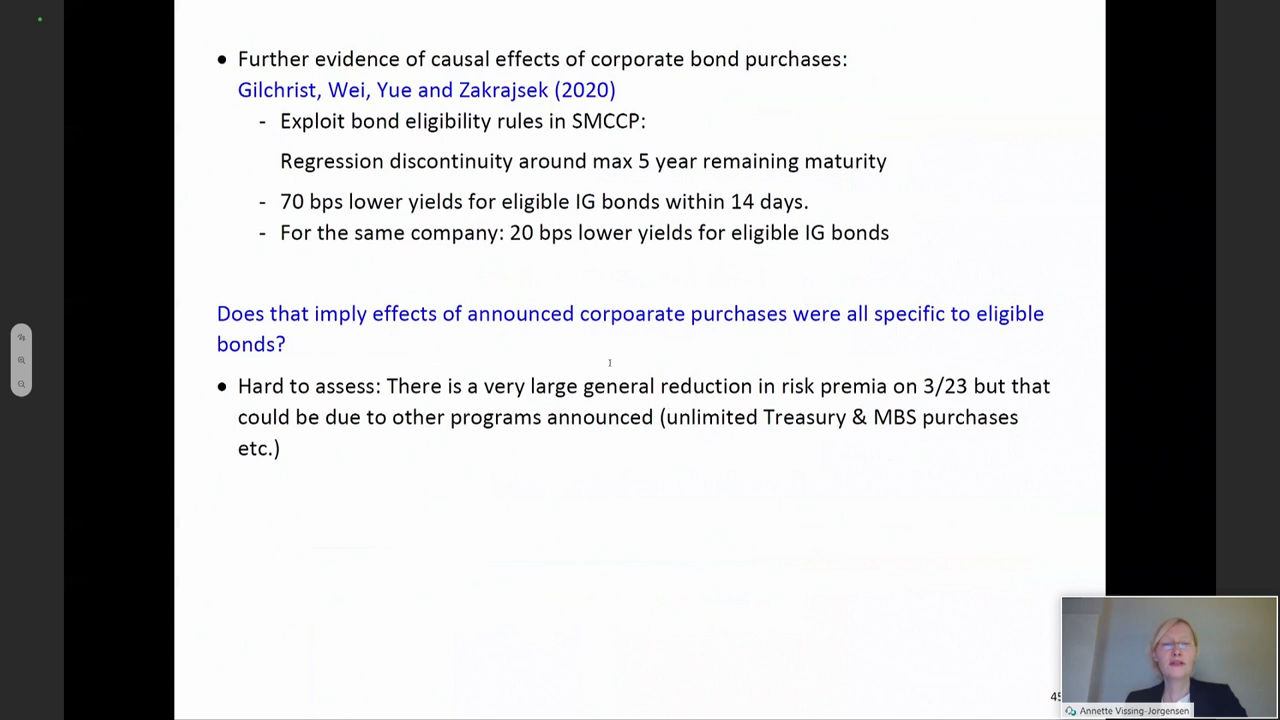 • Further evidence of causal effects of corporate bond purchases:
Gilchrist, Wei, Yue and Zakrajsek (2020)
- Exploit bond eligibility rules in SMCCP:
Regression discontinuity around max 5 year remaining maturity
- 70 bps lower yields for eligible IG bonds within 14 days.
- For the same company: 20 bps lower yields for eligible IG bonds
Does that imply effects of announced corpoarate purchases were all specific to eligible
bonds?
• Hard to assess: There is a very large general reduction in risk premia on 3/23 but that
could be due to other programs announced (unlimited Treasury & MBS purchases
etc.)
45
Annette Vissing-Jorgensen